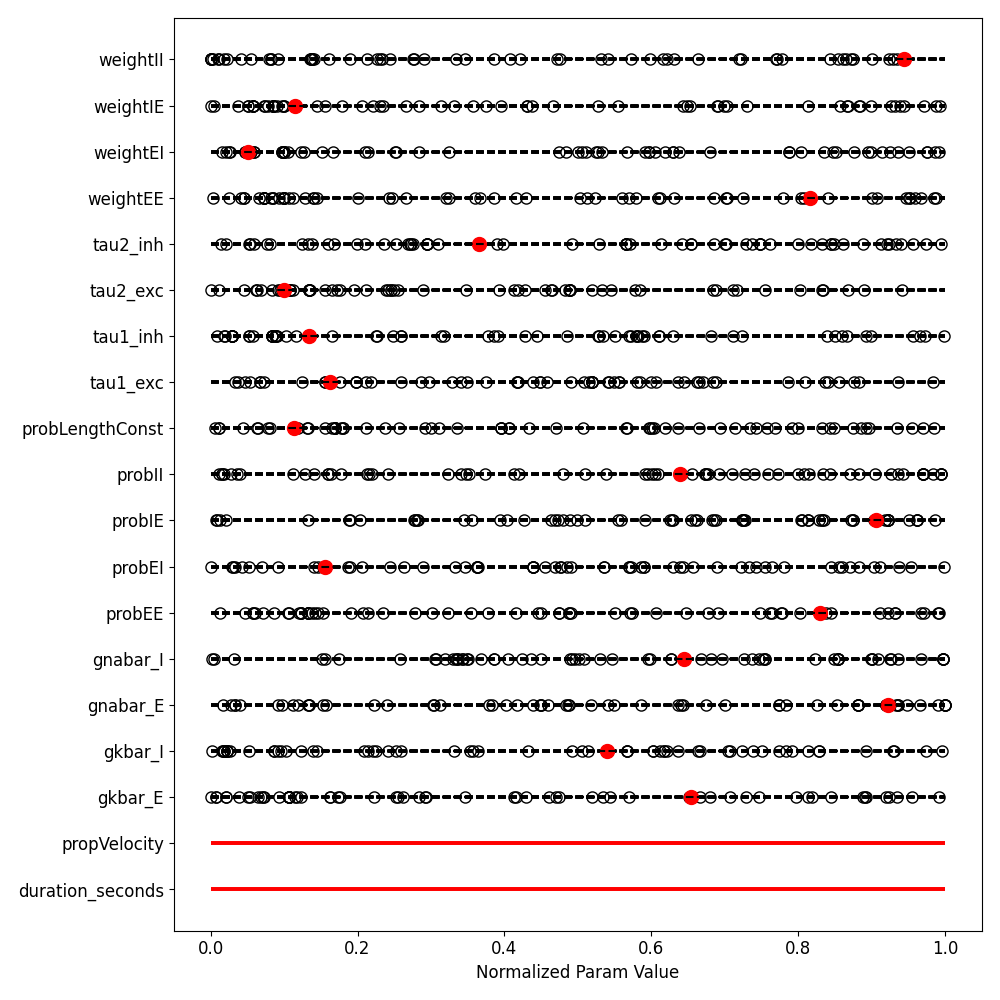 weightII
weightIE
weightEI
weightEE
tau2_inh
tau2_exc
tau1_inh
tau1_exc
probLengthConst
probII
probIE
probEI
probEE
gnabar_I
gnabar_E
gkbar_I
gkbar_E
propVelocity
duration_seconds
0.0 0.2 0.4 0.6 0.8 1.0
Normalized Param Value